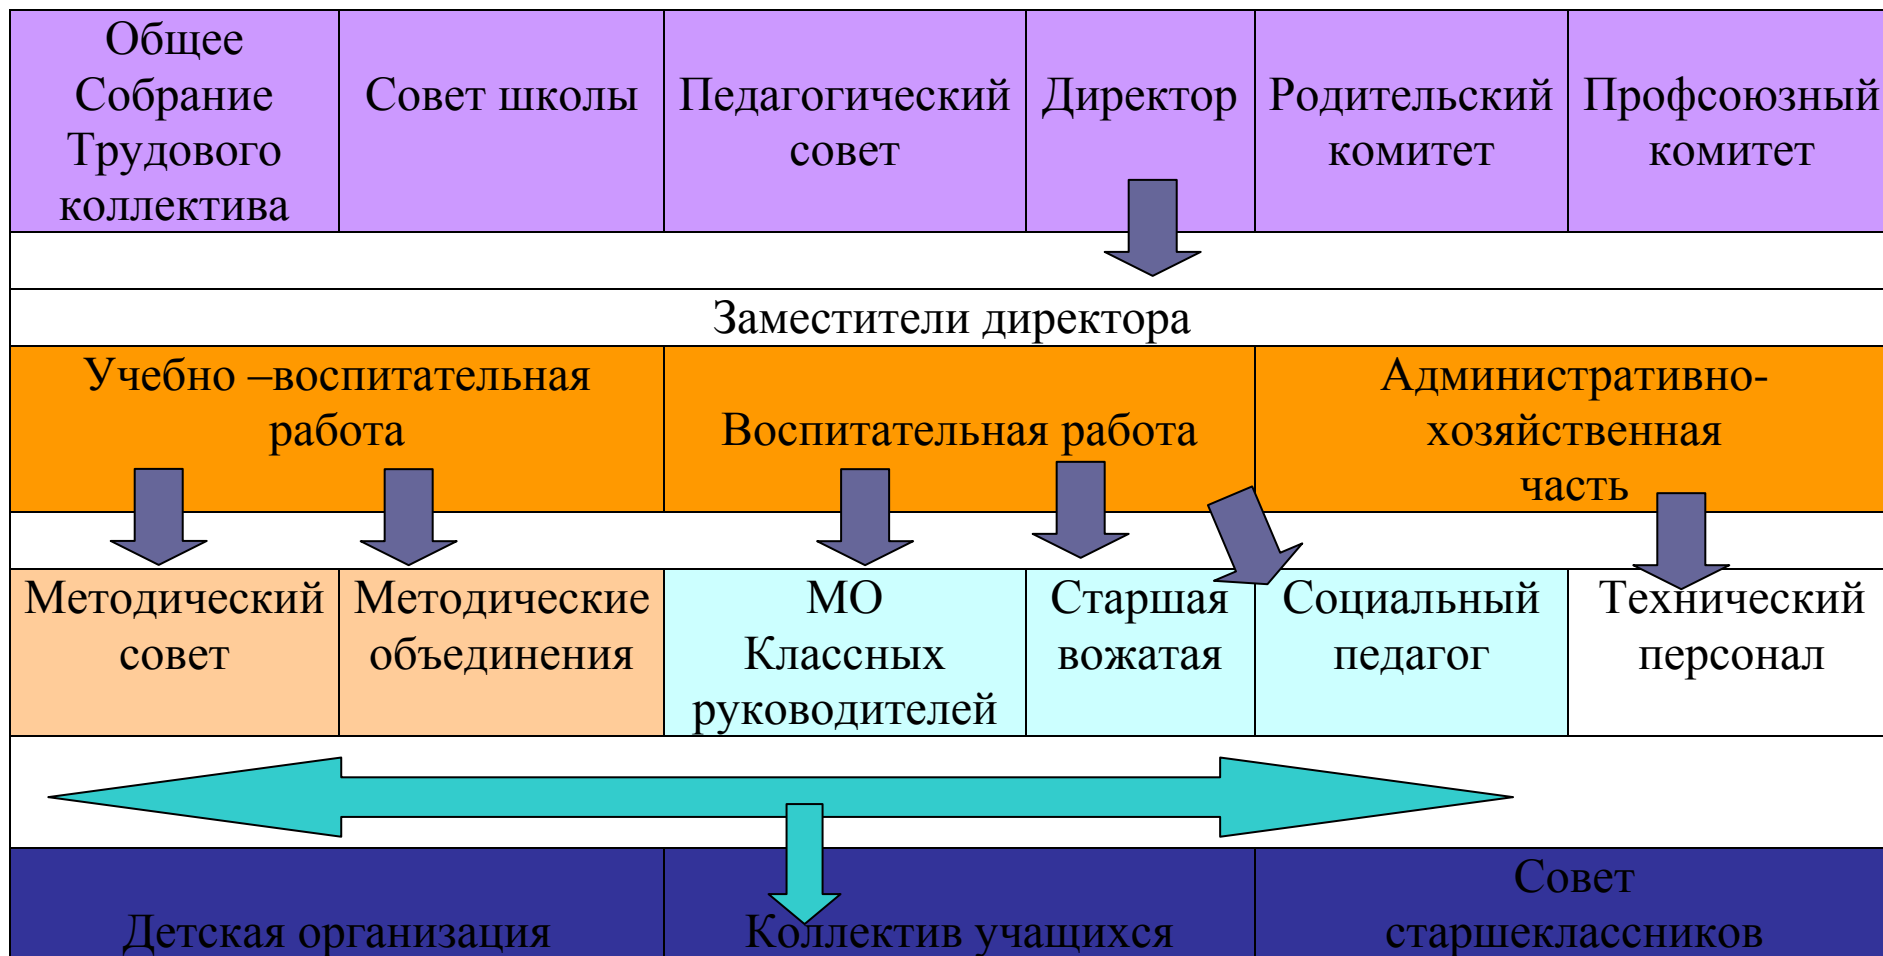 Общее
Собрание
Трудового
коллектива
Совет школы
Педагогический
совет
Директор
Родительский
комитет
Профсоюзный
комитет
Заместители директора
Учебно –воспитательная
работа
Воспитательная работа
Административно-
хозяйственная
часть
Методический
совет
Методические
объединения
МО
Классных
руководителей
Старшая
вожатая
Социальный
педагог
Технический
персонал
Детская организация
Коллектив учащихся
Совет
старшеклассников